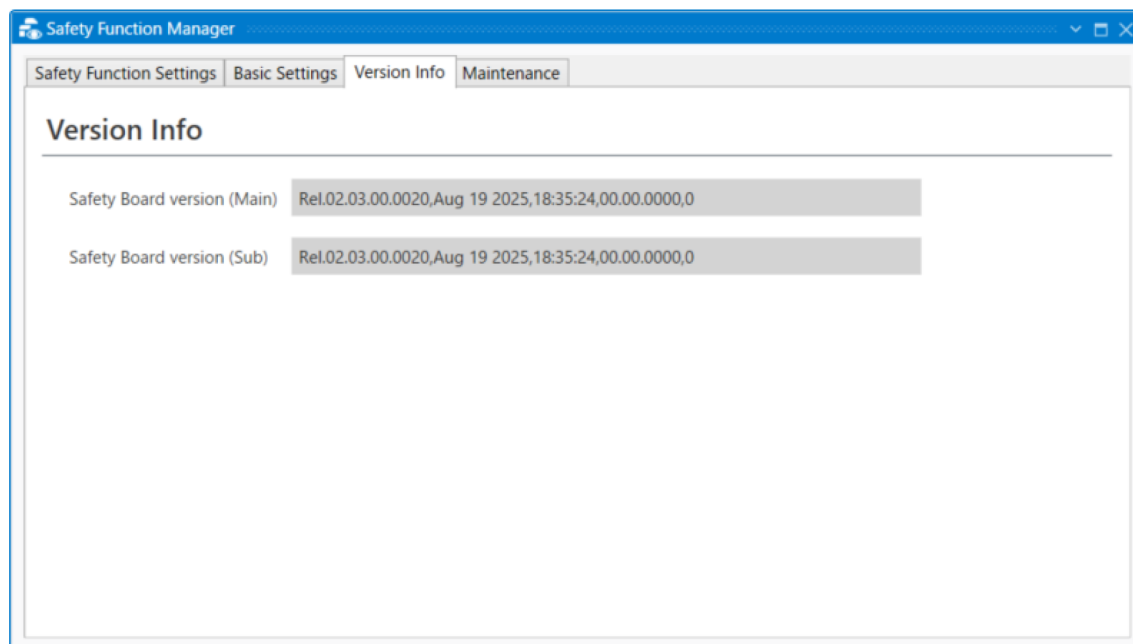 Safety Function Manager
Safety Function Settings Basic Settings Version Info Maintenance
Version Info
Safety Board version (Main) Rel.02.03.00.0020,Aug 19 2025,18:35:24,00.00.0000,0
Safety Board version (Sub) Rel.02.03.00.0020,Aug 19 2025,18:35:24,00.00.0000,0